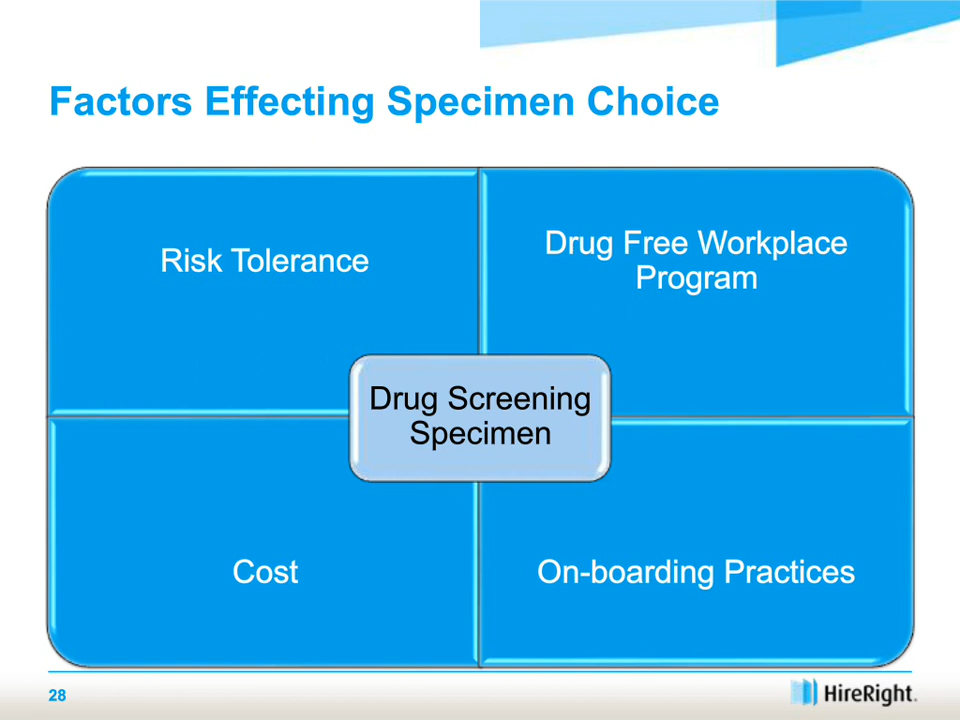 Factors Effecting Specimen Choice
Risk Tolerance
Drug Free Workplace
Program
Drug Screening
Specimen
Cost
On-boarding Practices
28
HireRight